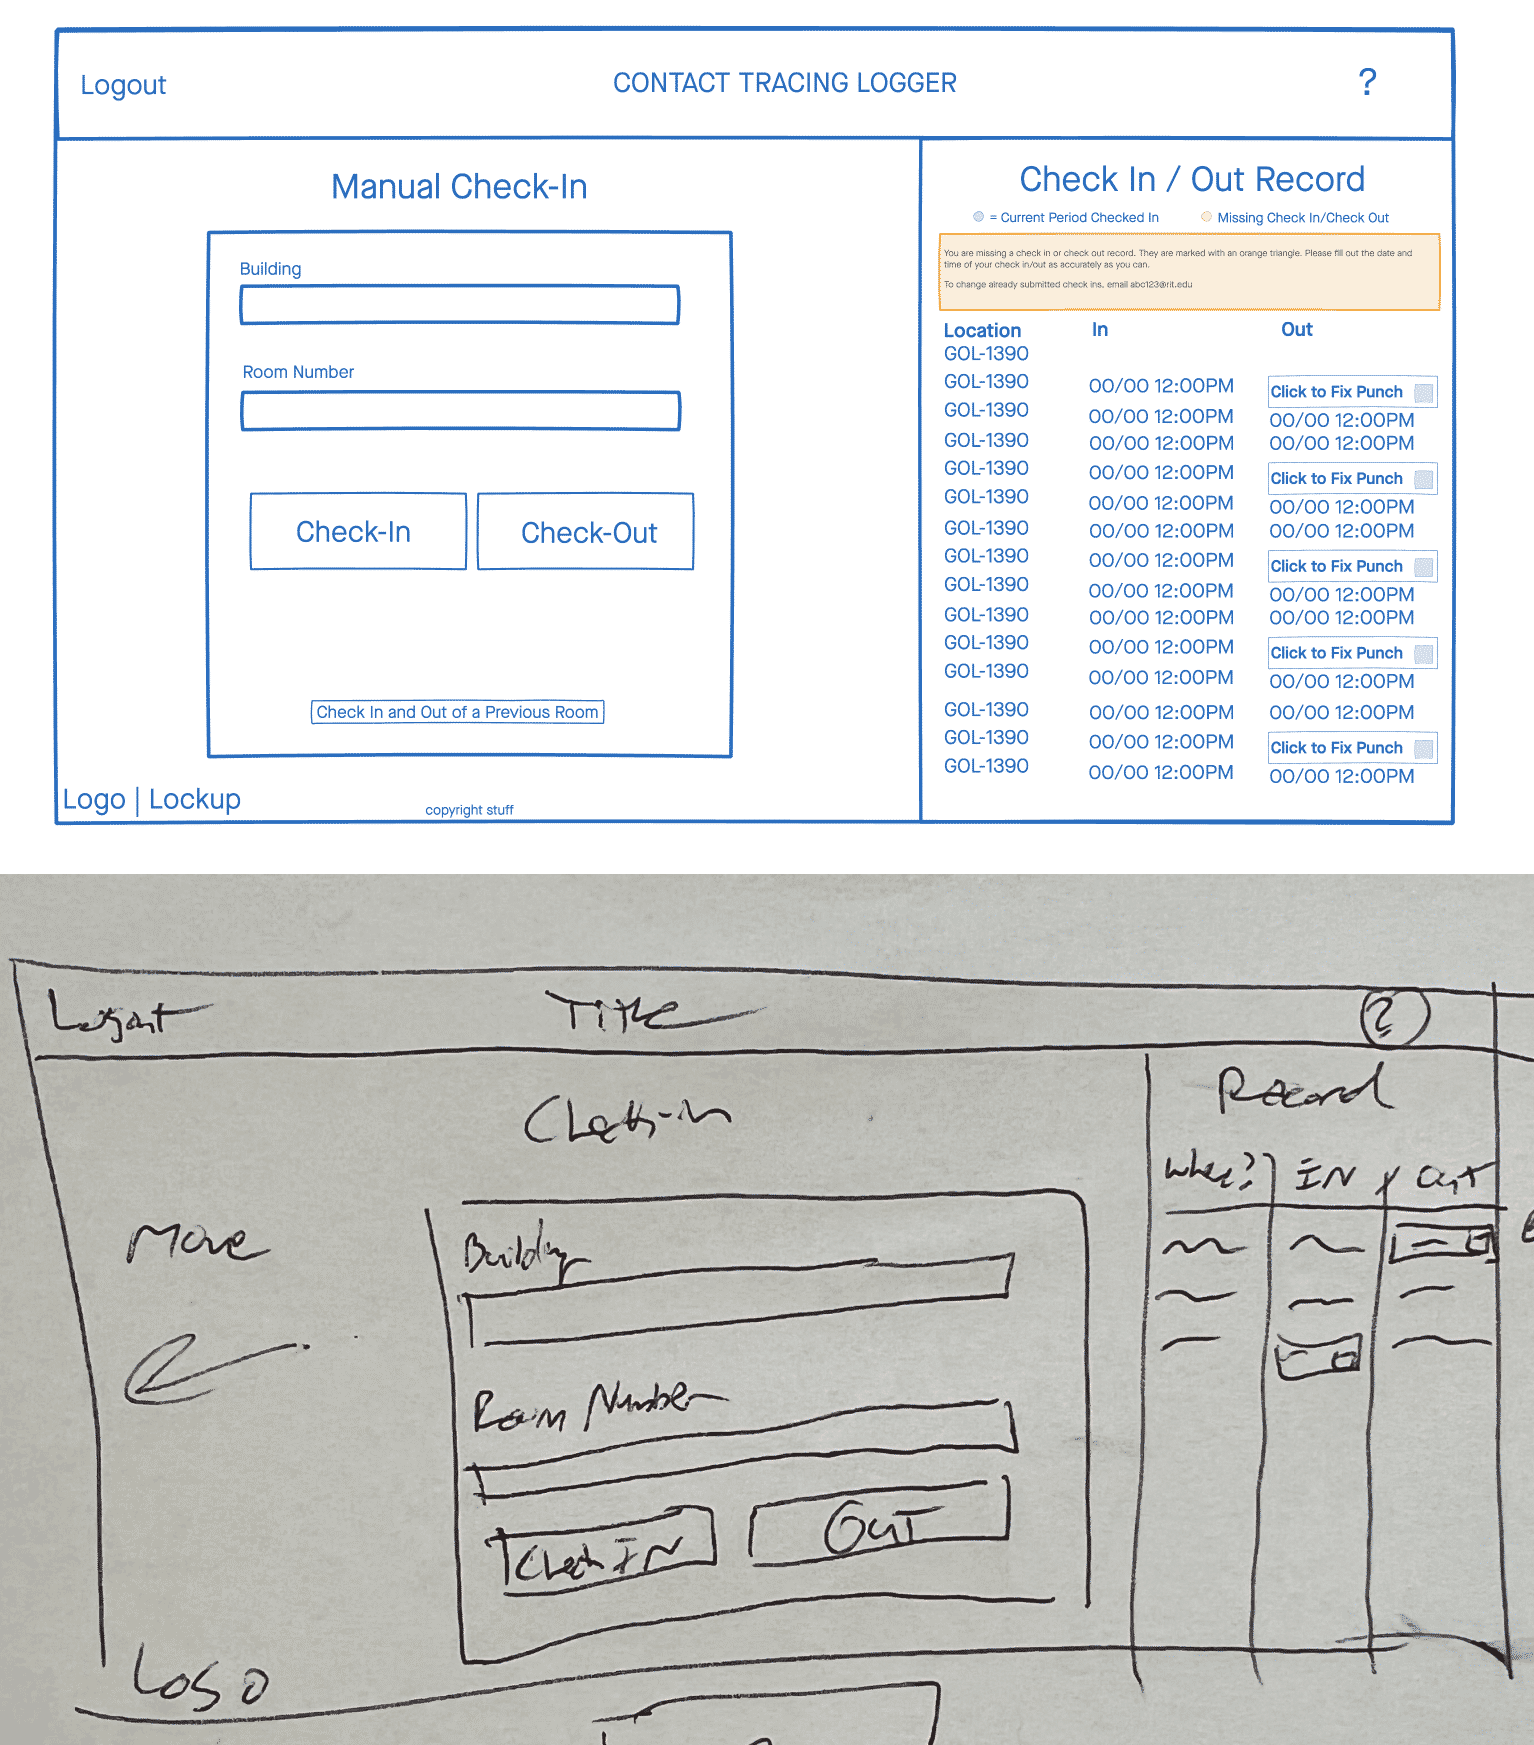 Logout
CONTACT TRACING LOGGER
?
Manual Check-In
Building
Room Number
Check-In
Check-Out
Check In and Out of a Previous Room
Logo | Lockup
copyright stuff
Check In / Out Record
= Current Period Checked In
Missing Check In/Check Out
You are missing a check in or check out record. They are marked with an orange triangle. Please fill out the date and
time of your check in/out as accurately as you can.
To change already submitted check ins, email abc123@rit.edu
Location In Out
GOL-1390
GOL-1390 00/00 12:00PM Click to Fix Punch
GOL-1390 00/00 12:00PM 00/00 12:00PM
GOL-1390 00/00 12:00PM 00/00 12:00PM
GOL-1390 00/00 12:00PM Click to Fix Punch
GOL-1390 00/00 12:00PM 00/00 12:00PM
GOL-1390 00/00 12:00PM 00/00 12:00PM
GOL-1390 00/00 12:00PM Click to Fix Punch
GOL-1390 00/00 12:00PM 00/00 12:00PM
GOL-1390 00/00 12:00PM 00/00 12:00PM
GOL-1390 00/00 12:00PM Click to Fix Punch
GOL-1390 00/00 12:00PM 00/00 12:00PM
GOL-1390 00/00 12:00PM 00/00 12:00PM
GOL-1390 00/00 12:00PM Click to Fix Punch
GOL-1390 00/00 12:00PM 00/00 12:00PM
Logout
Title
?
Check-in
Move
Building
Room Number
Check IN
Out
Logo
Record
Where? IN Out